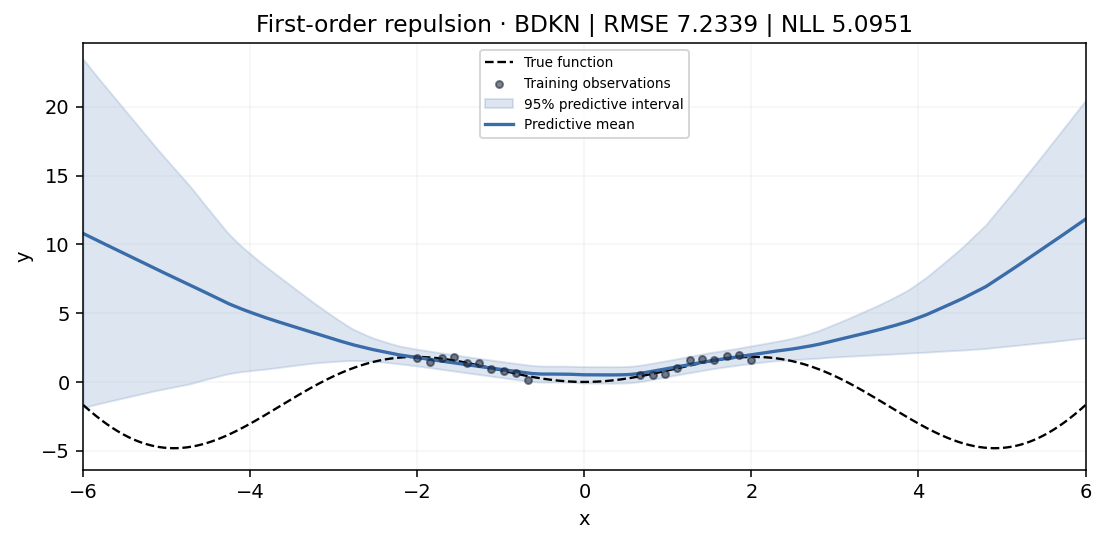 First-order repulsion · BDKN | RMSE 7.2339 | NLL 5.0951
True function
Training observations
95% predictive interval
Predictive mean
y
20
15
10
5
0
−5
−6
−4
−2
0
2
4
6
x